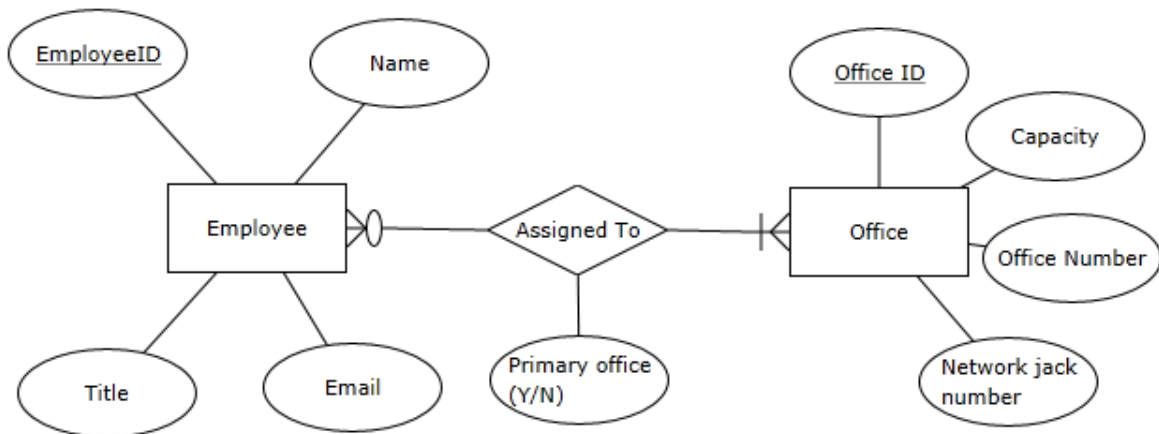 EmployeeID
Name
Office ID
Capacity
Employee
Assigned To
Office
Office Number
Title
Email
Primary office
(Y/N)
Network jack
number